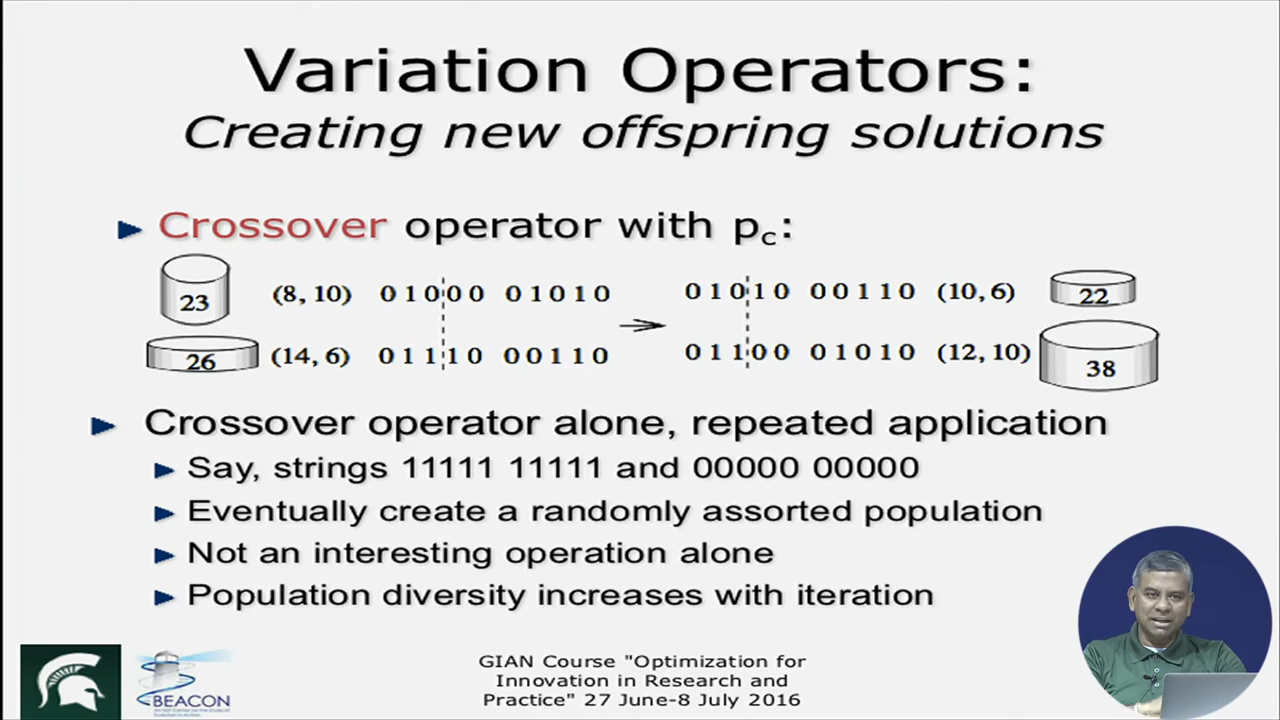 Variation Operators:
Creating new offspring solutions
Crossover operator with pc:
23 (8, 10) 0 1 0 0 0 0 1 0 1 0 0 1 0 1 0 0 0 1 1 0 (10, 6) 22
26 (14, 6) 0 1 1 1 0 0 0 1 1 0 0 1 1 0 0 0 1 0 1 0 (12, 10) 38
Crossover operator alone, repeated application
Say, strings 11111 11111 and 00000 00000
Eventually create a randomly assorted population
Not an interesting operation alone
Population diversity increases with iteration
GIAN Course "Optimization for
Innovation in Research and
Practice" 27 June-8 July 2016
BEACON